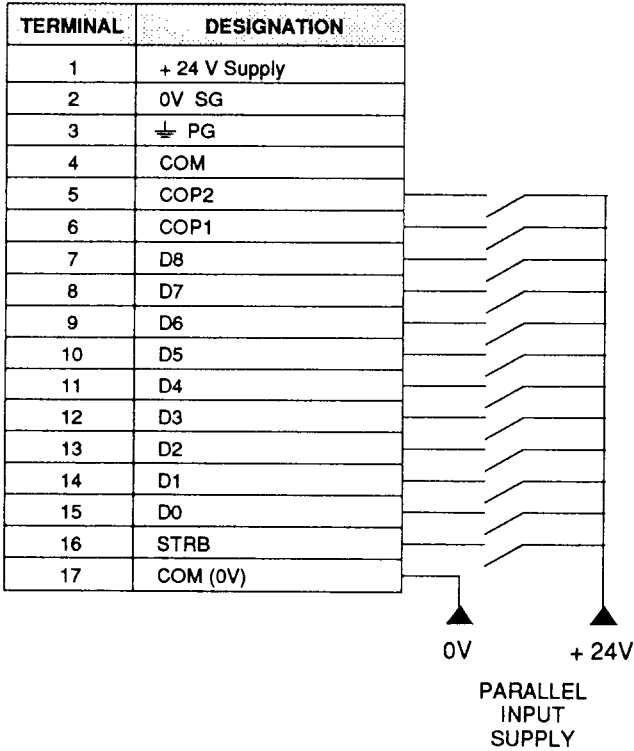 TERMINAL DESIGNATION
1 + 24 V Supply
2 0V SG
3 PG
4 COM
5 COP2
6 COP1
7 D8
8 D7
9 D6
10 D5
11 D4
12 D3
13 D2
14 D1
15 D0
16 STRB
17 COM (0V)
0V + 24V
PARALLEL
INPUT
SUPPLY